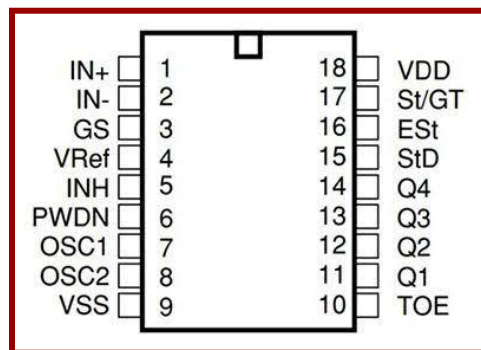 IN+ 1 18 VDD
IN- 2 17 St/GT
GS 3 16 ESt
VRef 4 15 StD
INH 5 14 Q4
PWDN 6 13 Q3
OSC1 7 12 Q2
OSC2 8 11 Q1
VSS 9 10 TOE